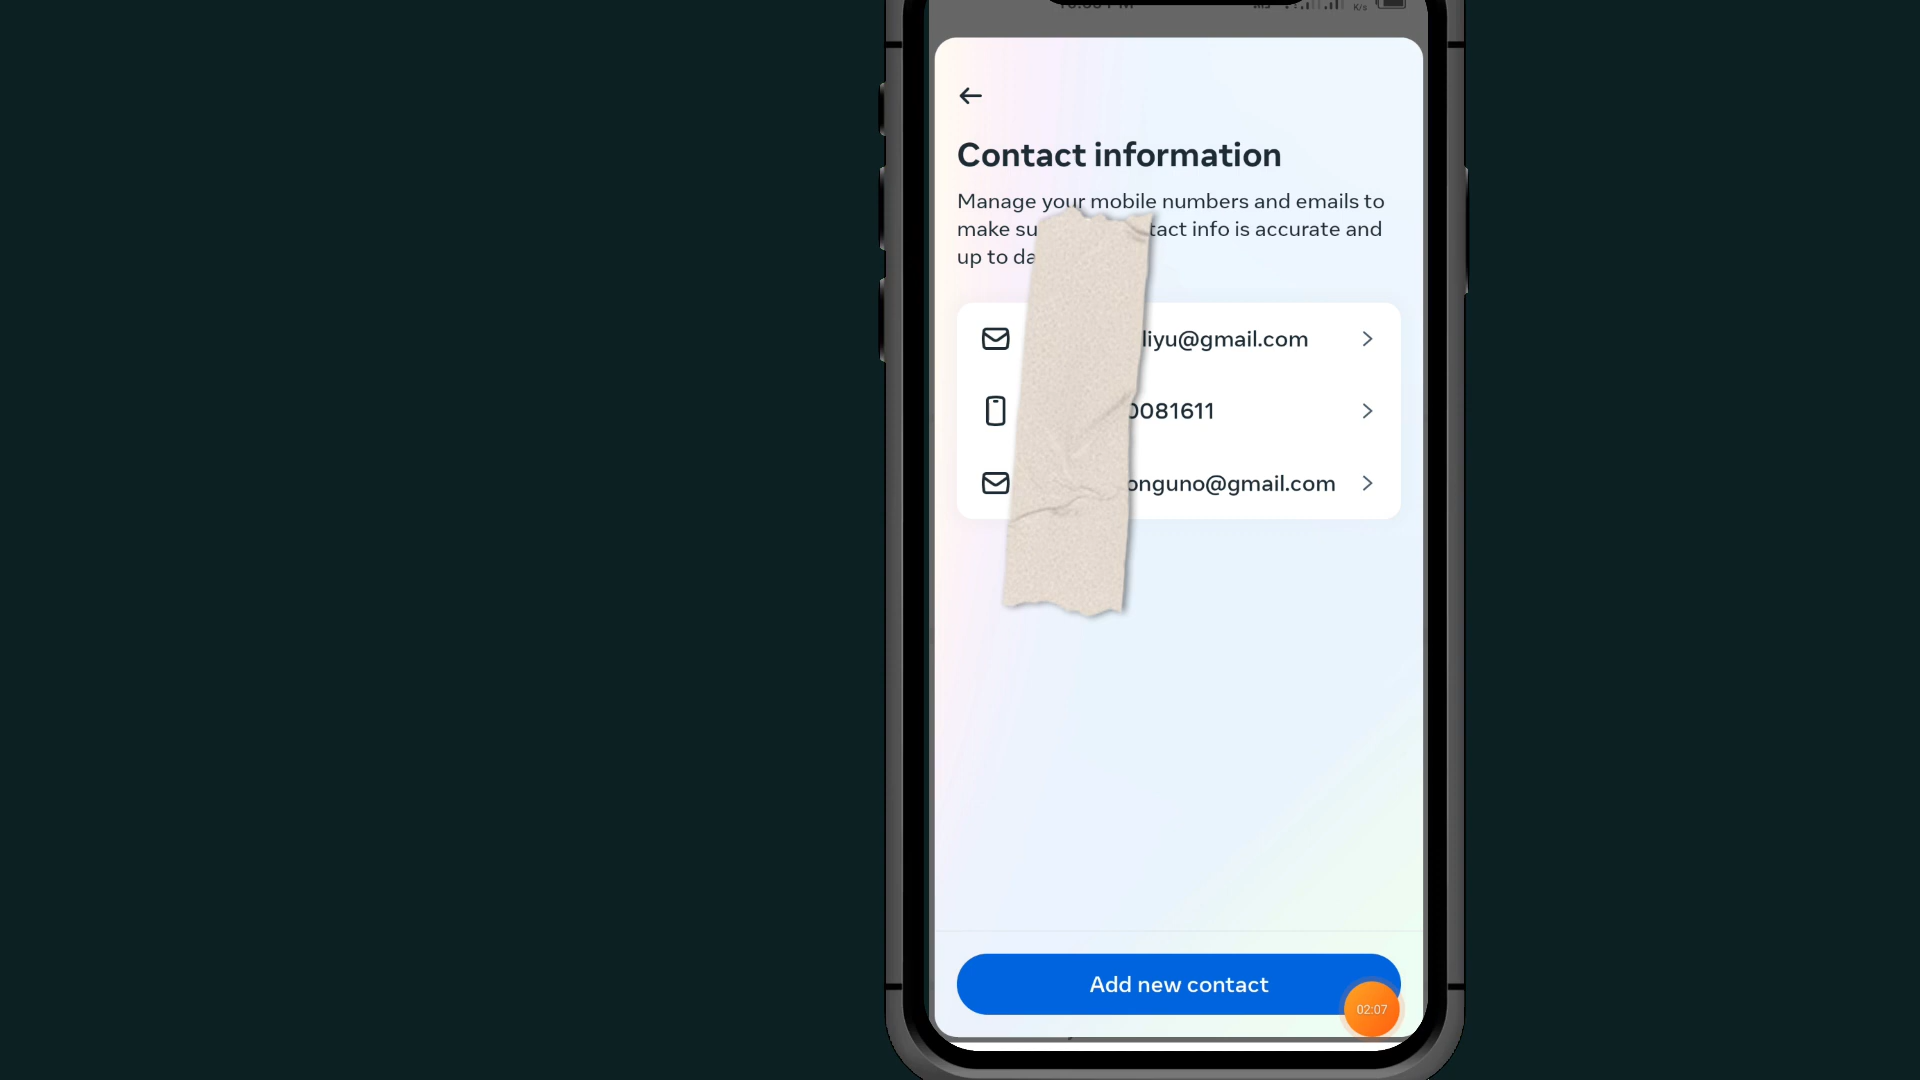 Contact information
Manage your mobile numbers and emails to
make su tact info is accurate and
up to da
liyu@gmail.com
0081611
onguno@gmail.com
Add new contact
02:07